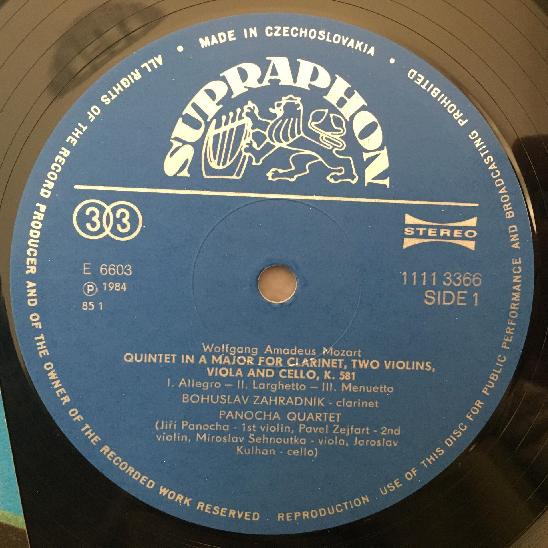 MADE IN CZECHOSLOVAKIA • ALL RIGHTS OF THE RECORD PRODUCER AND OF THE OWNER OF THE RECORDED WORK RESERVED . REPRODUCTION . USE OF THIS DISC FOR PUBLIC PERFORMANCE AND BROADCASTING PROHIBITED •
SUPRAPHON
33
STEREO
E 6603
℗ 1984
85 1
1111 3366
SIDE 1
Wolfgang Amadeus Mozart
QUINTET IN A MAJOR FOR CLARINET, TWO VIOLINS,
VIOLA AND CELLO, K. 581
I. Allegro – II. Larghetto – III. Menuetto
BOHUSLAV ZAHRADNIK - clarinet
PANOCHA QUARTET
(Jiří Panocha - 1st violin, Pavel Zejfart - 2nd
violin, Miroslav Sehnoutka - viola, Jaroslav
Kulhan - cello)